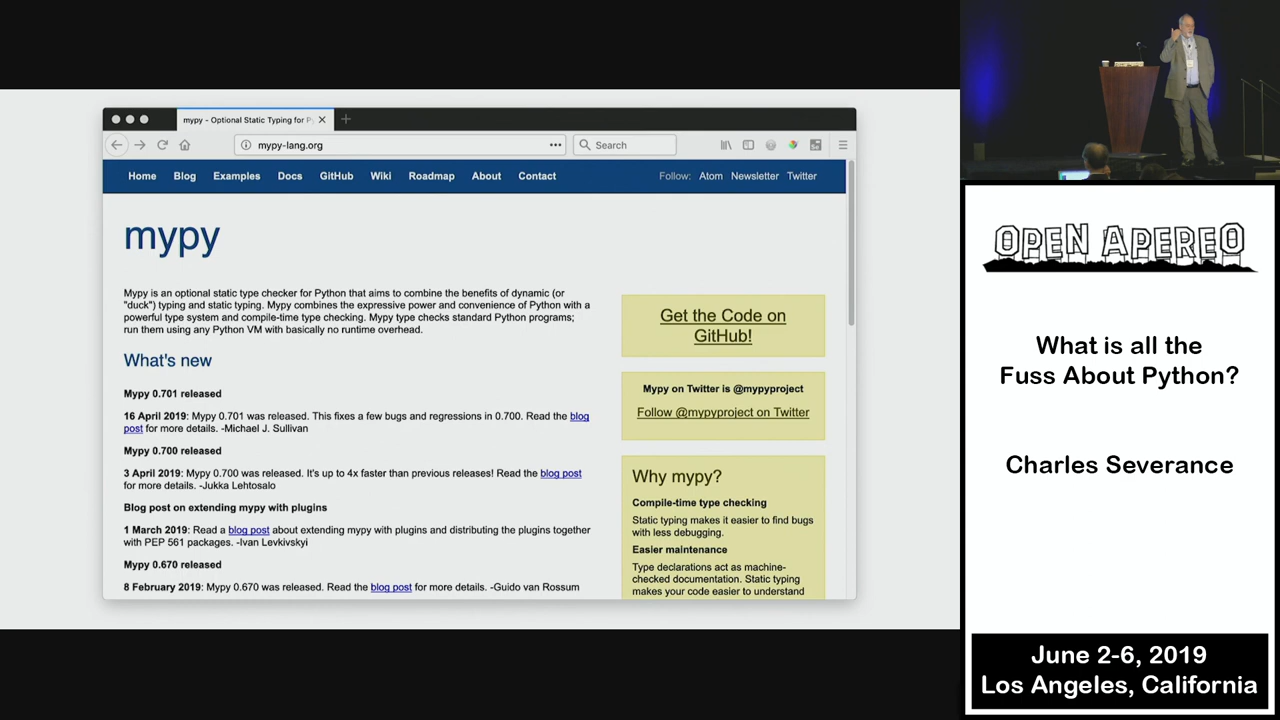 mypy - Optional Static Typing for P
mypy-lang.org
Search
Home Blog Examples Docs GitHub Wiki Roadmap About Contact
Follow: Atom Newsletter Twitter
mypy
Mypy is an optional static type checker for Python that aims to combine the benefits of dynamic (or
"duck") typing and static typing. Mypy combines the expressive power and convenience of Python with a
powerful type system and compile-time type checking. Mypy type checks standard Python programs;
run them using any Python VM with basically no runtime overhead.
What's new
Mypy 0.701 released
16 April 2019: Mypy 0.701 was released. This fixes a few bugs and regressions in 0.700. Read the blog
post for more details. -Michael J. Sullivan
Mypy 0.700 released
3 April 2019: Mypy 0.700 was released. It's up to 4x faster than previous releases! Read the blog post
for more details. -Jukka Lehtosalo
Blog post on extending mypy with plugins
1 March 2019: Read a blog post about extending mypy with plugins and distributing the plugins together
with PEP 561 packages. -Ivan Levkivskyi
Mypy 0.670 released
8 February 2019: Mypy 0.670 was released. Read the blog post for more details. -Guido van Rossum
Get the Code on
GitHub!
Mypy on Twitter is @mypyproject
Follow @mypyproject on Twitter
Why mypy?
Compile-time type checking
Static typing makes it easier to find bugs
with less debugging.
Easier maintenance
Type declarations act as machine-
checked documentation. Static typing
makes your code easier to understand
OPEN APEREO
What is all the
Fuss About Python?
Charles Severance
June 2-6, 2019
Los Angeles, California